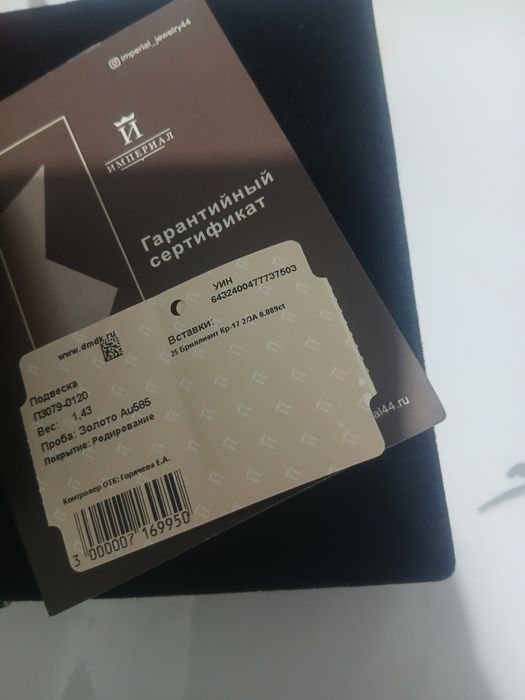 imperial_jewelry44
И
ИМПЕРИАЛ
Гарантийный
сертификат
УИН
6432400477737503
www.dmdk.ru
Вставки:
25 Бриллиант Кр-17 2/3А 0,089ct
Подвеска
П3079-0120
Вес: 1,43
Проба: Золото Au585
Покрытие: Родирование
Контролер ОТК: Горячева Е.А.
3 000007 169950
al44.ru